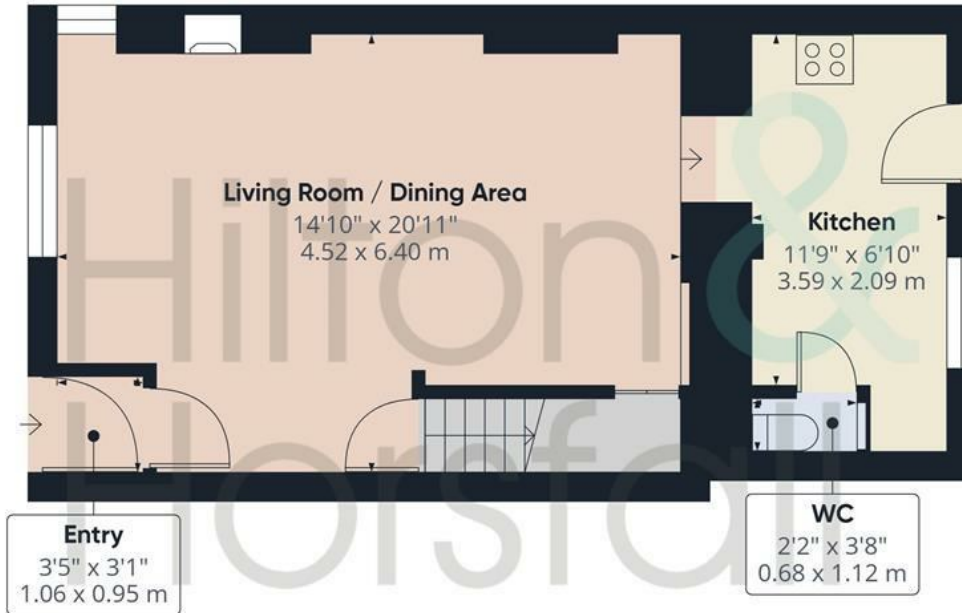 Living Room / Dining Area
14'10" x 20'11"
4.52 x 6.40 m
Kitchen
11'9" x 6'10"
3.59 x 2.09 m
Hilton &
Horsfall
Entry
3'5" x 3'1"
1.06 x 0.95 m
WC
2'2" x 3'8"
0.68 x 1.12 m